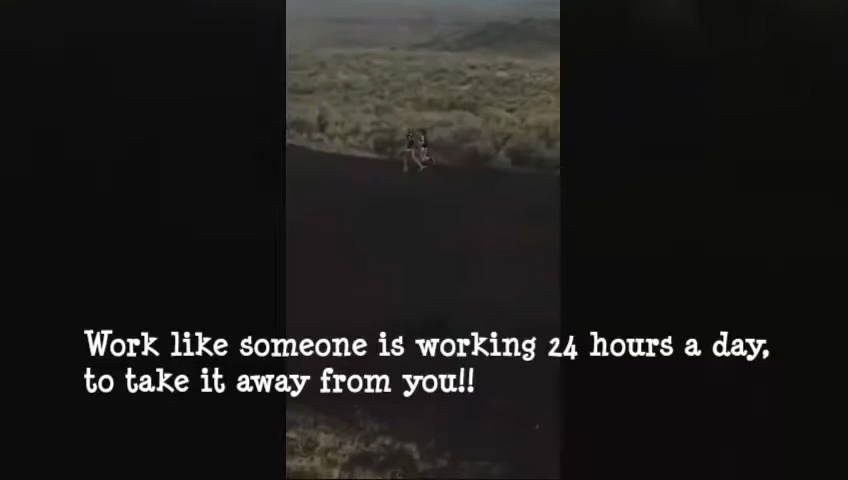 Work like someone is working 24 hours a day,
to take it away from you!!